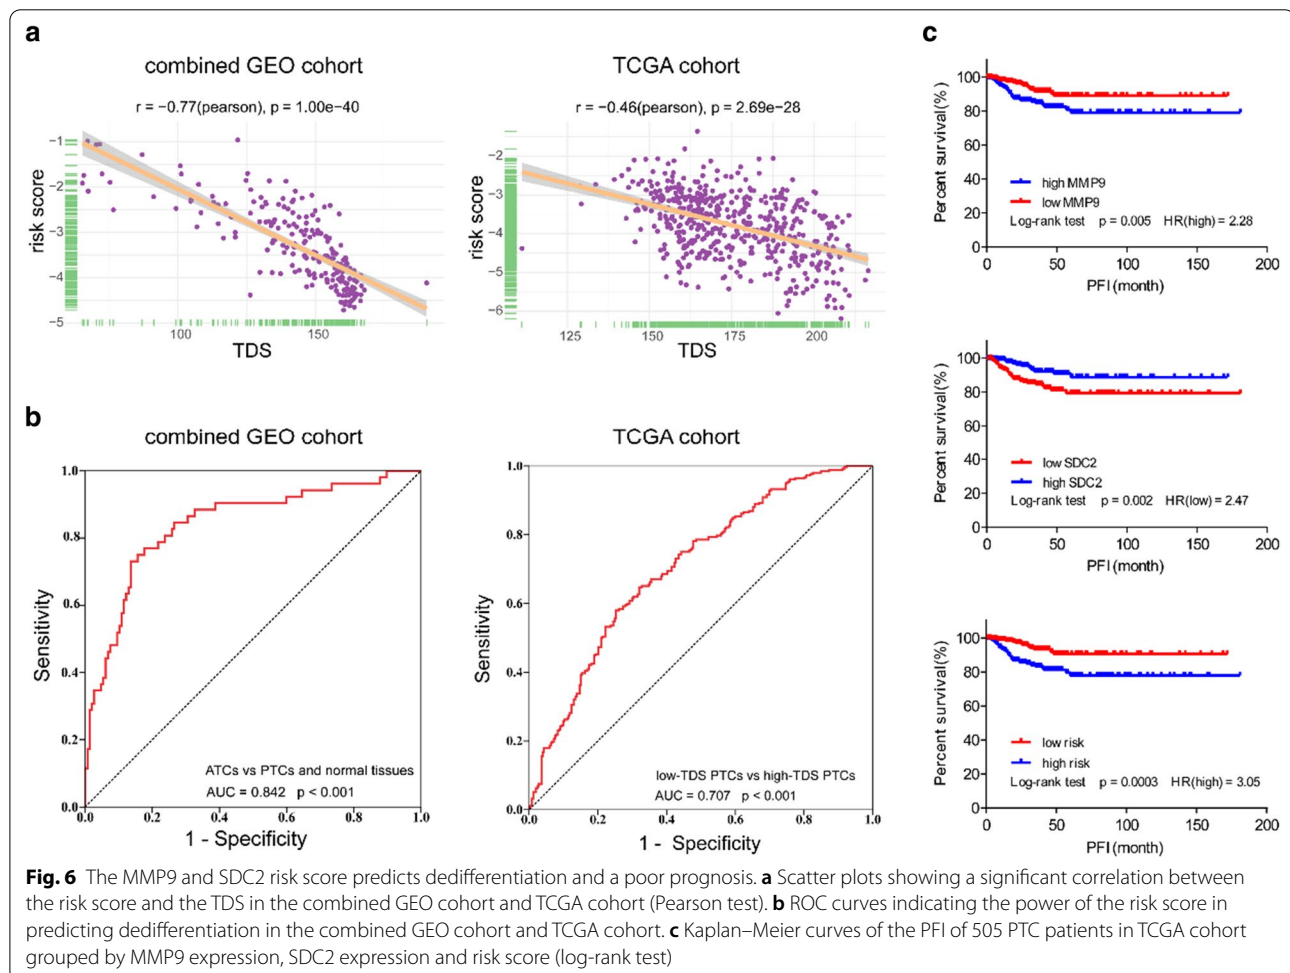 a
combined GEO cohort
r = −0.77(pearson), p = 1.00e−40
risk score
−1
−2
−3
−4
−5
100
150
TDS
TCGA cohort
r = −0.46(pearson), p = 2.69e−28
risk score
−2
−3
−4
−5
−6
125
150
175
200
TDS
b
combined GEO cohort
Sensitivity
1.0
0.8
0.6
0.4
0.2
0.0
ATCs vs PTCs and normal tissues
AUC = 0.842 p < 0.001
0.0 0.2 0.4 0.6 0.8 1.0
1 - Specificity
TCGA cohort
Sensitivity
1.0
0.8
0.6
0.4
0.2
0.0
low-TDS PTCs vs high-TDS PTCs
AUC = 0.707 p < 0.001
0.0 0.2 0.4 0.6 0.8 1.0
1 - Specificity
c
Percent survival(%)
100
80
60
40
20
0
high MMP9
low MMP9
Log-rank test p = 0.005 HR(high) = 2.28
0 50 100 150 200
PFI (month)
Percent survival(%)
100
80
60
40
20
0
low SDC2
high SDC2
Log-rank test p = 0.002 HR(low) = 2.47
0 50 100 150 200
PFI (month)
Percent survival(%)
100
80
60
40
20
0
low risk
high risk
Log-rank test p = 0.0003 HR(high) = 3.05
0 50 100 150 200
PFI (month)
Fig. 6 The MMP9 and SDC2 risk score predicts dedifferentiation and a poor prognosis. a Scatter plots showing a significant correlation between
the risk score and the TDS in the combined GEO cohort and TCGA cohort (Pearson test). b ROC curves indicating the power of the risk score in
predicting dedifferentiation in the combined GEO cohort and TCGA cohort. c Kaplan–Meier curves of the PFI of 505 PTC patients in TCGA cohort
grouped by MMP9 expression, SDC2 expression and risk score (log-rank test)